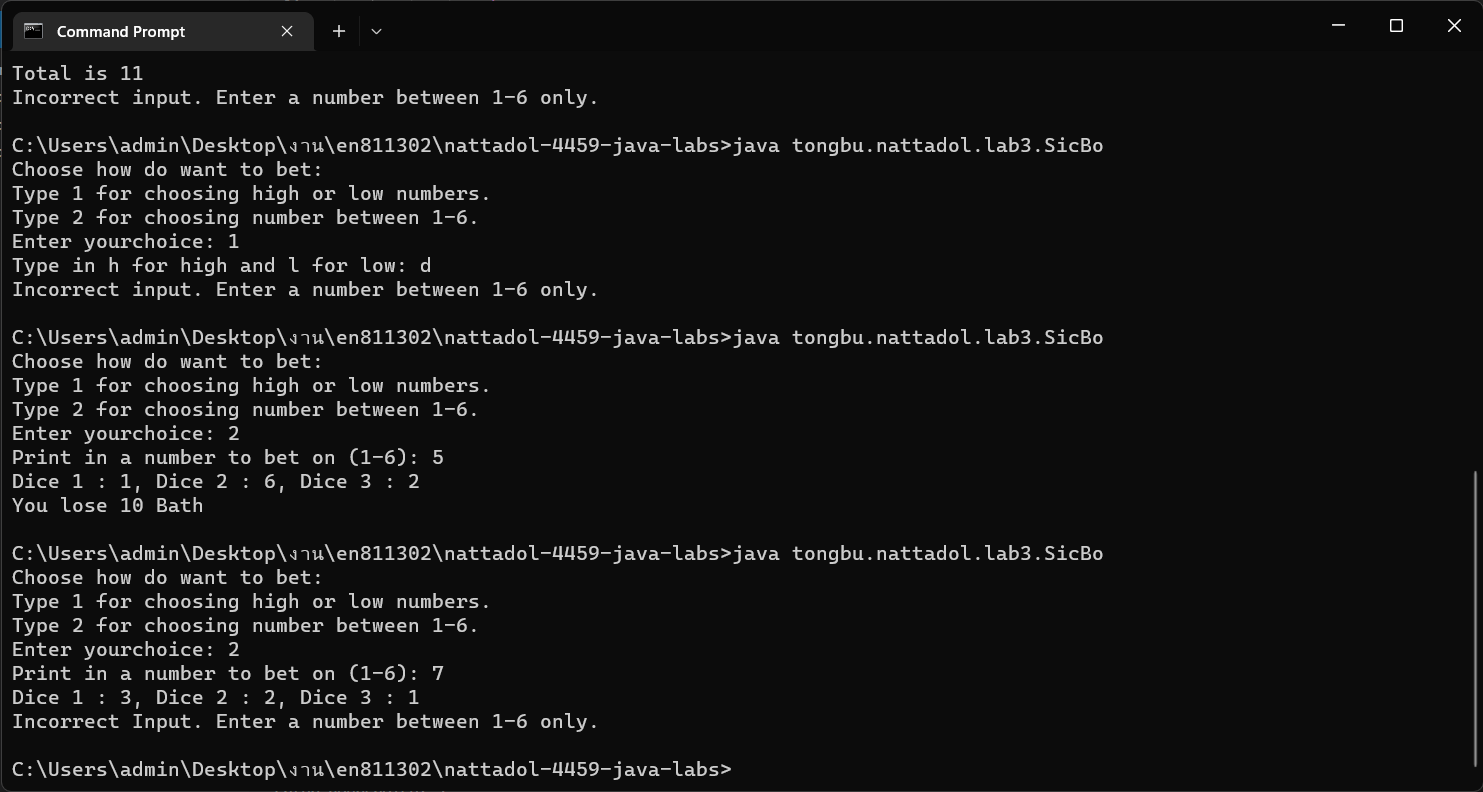 Command Prompt
Total is 11
Incorrect input. Enter a number between 1-6 only.
C:\Users\admin\Desktop\งาน\en811302\nattadol-4459-java-labs>java tongbu.nattadol.lab3.SicBo
Choose how do want to bet:
Type 1 for choosing high or low numbers.
Type 2 for choosing number between 1-6.
Enter yourchoice: 1
Type in h for high and l for low: d
Incorrect input. Enter a number between 1-6 only.
C:\Users\admin\Desktop\งาน\en811302\nattadol-4459-java-labs>java tongbu.nattadol.lab3.SicBo
Choose how do want to bet:
Type 1 for choosing high or low numbers.
Type 2 for choosing number between 1-6.
Enter yourchoice: 2
Print in a number to bet on (1-6): 5
Dice 1 : 1, Dice 2 : 6, Dice 3 : 2
You lose 10 Bath
C:\Users\admin\Desktop\งาน\en811302\nattadol-4459-java-labs>java tongbu.nattadol.lab3.SicBo
Choose how do want to bet:
Type 1 for choosing high or low numbers.
Type 2 for choosing number between 1-6.
Enter yourchoice: 2
Print in a number to bet on (1-6): 7
Dice 1 : 3, Dice 2 : 2, Dice 3 : 1
Incorrect Input. Enter a number between 1-6 only.
C:\Users\admin\Desktop\งาน\en811302\nattadol-4459-java-labs>